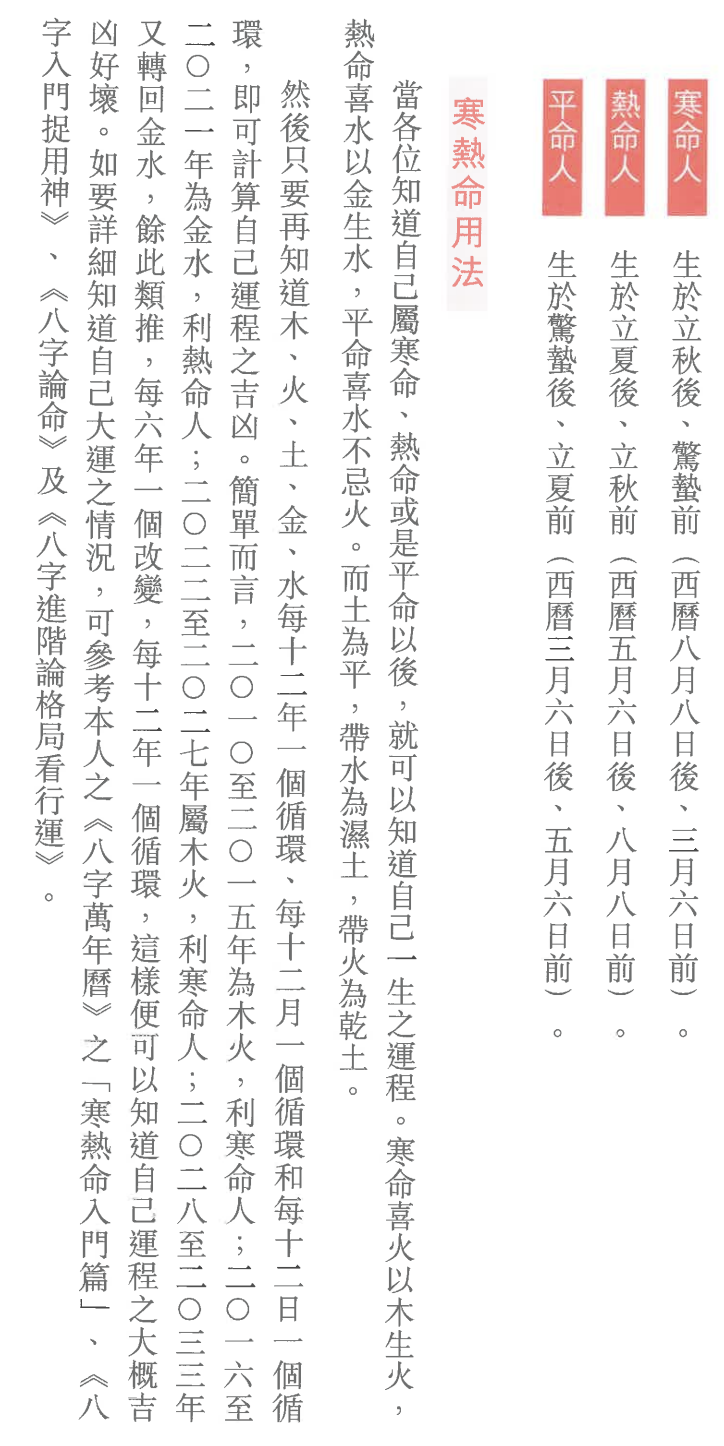 寒命人 生於立秋後、驚蟄前（西曆八月八日後、三月六日前）。
熱命人 生於立夏後、立秋前（西曆五月六日後、八月八日前）。
平命人 生於驚蟄後、立夏前（西曆三月六日後、五月六日前）。
寒熱命用法
當各位知道自己屬寒命、熱命或是平命以後，就可以知道自己一生之運程。寒命喜火以木生火，
熱命喜水以金生水，平命喜水不忌火。而土為平，帶水為濕土，帶火為乾土。
然後只要再知道木、火、土、金、水每十二年一個循環、每十二月一個循環和每十二日一個循
環，即可計算自己運程之吉凶。簡單而言，二〇一〇至二〇一五年為木火，利寒命人；二〇一六至
二〇二一年為金水，利熱命人；二〇二二至二〇二七年屬木火，利寒命人；二〇二八至二〇三三年
又轉回金水，餘此類推，每六年一個改變，每十二年一個循環，這樣便可以知道自己運程之大概吉
凶好壞。如要詳細知道自己大運之情況，可參考本人之《八字萬年曆》之「寒熱命入門篇」、《八
字入門捉用神》、《八字論命》及《八字進階論格局看行運》。